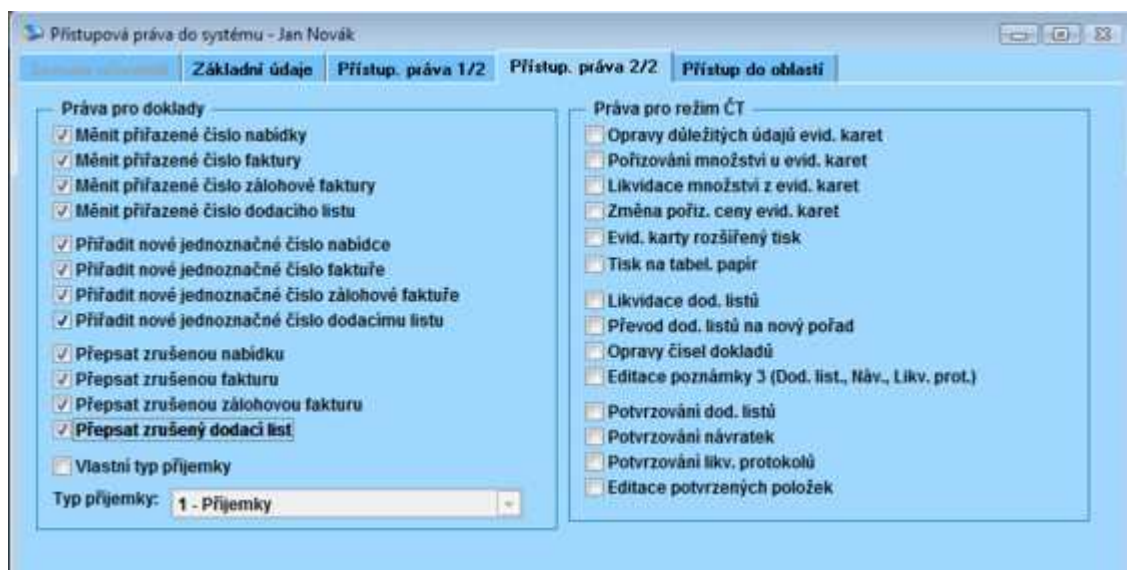 Přístupová práva do systému - Jan Novák
Základní údaje
Přístup. práva 1/2
Přístup. práva 2/2
Přístup do oblastí
Práva pro doklady
Měnit přiřazené číslo nabídky
Měnit přiřazené číslo faktury
Měnit přiřazené číslo zálohové faktury
Měnit přiřazené číslo dodacího listu
Přiřadit nové jednoznačné číslo nabídce
Přiřadit nové jednoznačné číslo faktuře
Přiřadit nové jednoznačné číslo zálohové faktuře
Přiřadit nové jednoznačné číslo dodacímu listu
Přepsat zrušenou nabídku
Přepsat zrušenou fakturu
Přepsat zrušenou zálohovou fakturu
Přepsat zrušený dodací list
Vlastní typ příjemky
Typ příjemky:
1 - Příjemky
Práva pro režim ČT
Opravy důležitých údajů evid. karet
Pořizování množství u evid. karet
Likvidace množství z evid. karet
Změna pořiz. ceny evid. karet
Evid. karty rozšířený tisk
Tisk na tabel. papír
Likvidace dod. listů
Převod dod. listů na nový pořad
Opravy čísel dokladů
Editace poznámky 3 (Dod. list., Náv., Likv. prot.)
Potvrzování dod. listů
Potvrzování návratek
Potvrzování likv. protokolů
Editace potvrzených položek